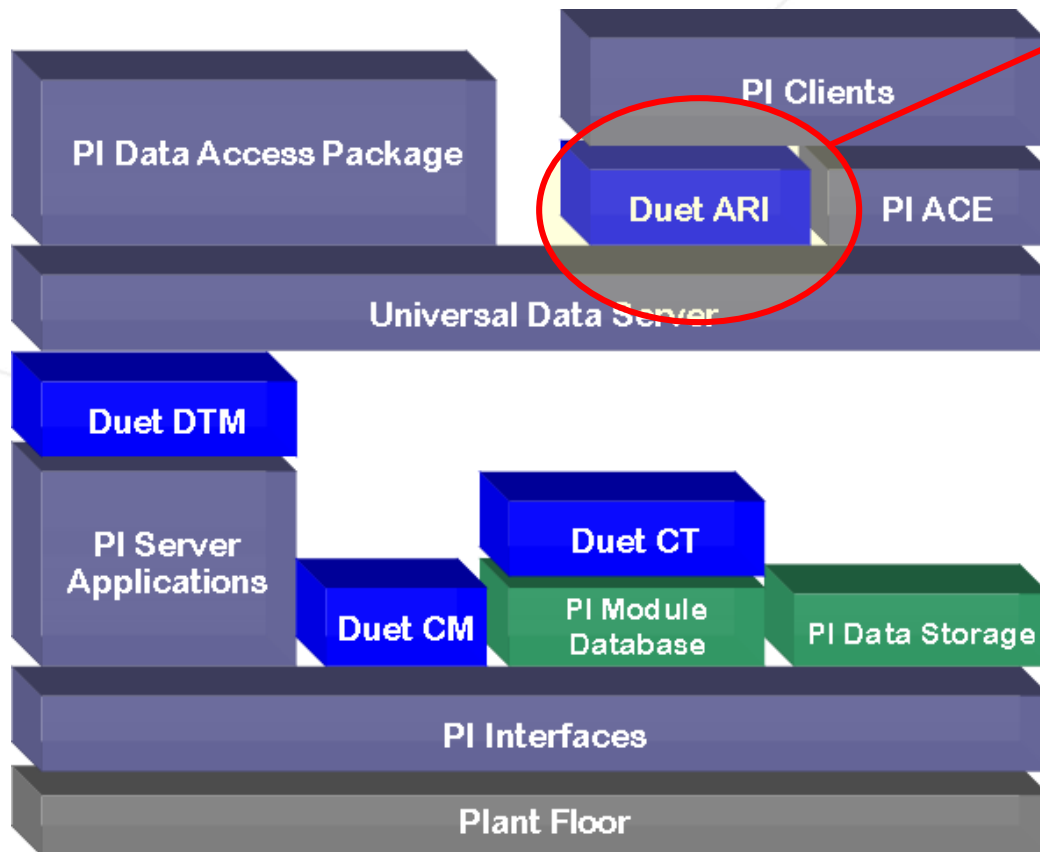 PI Clients
PI Data Access Package
Duet ARI
PI ACE
Universal Data Server
Duet DTM
PI Server
Applications
Duet CT
Duet CM
PI Module
Database
PI Data Storage
PI Interfaces
Plant Floor